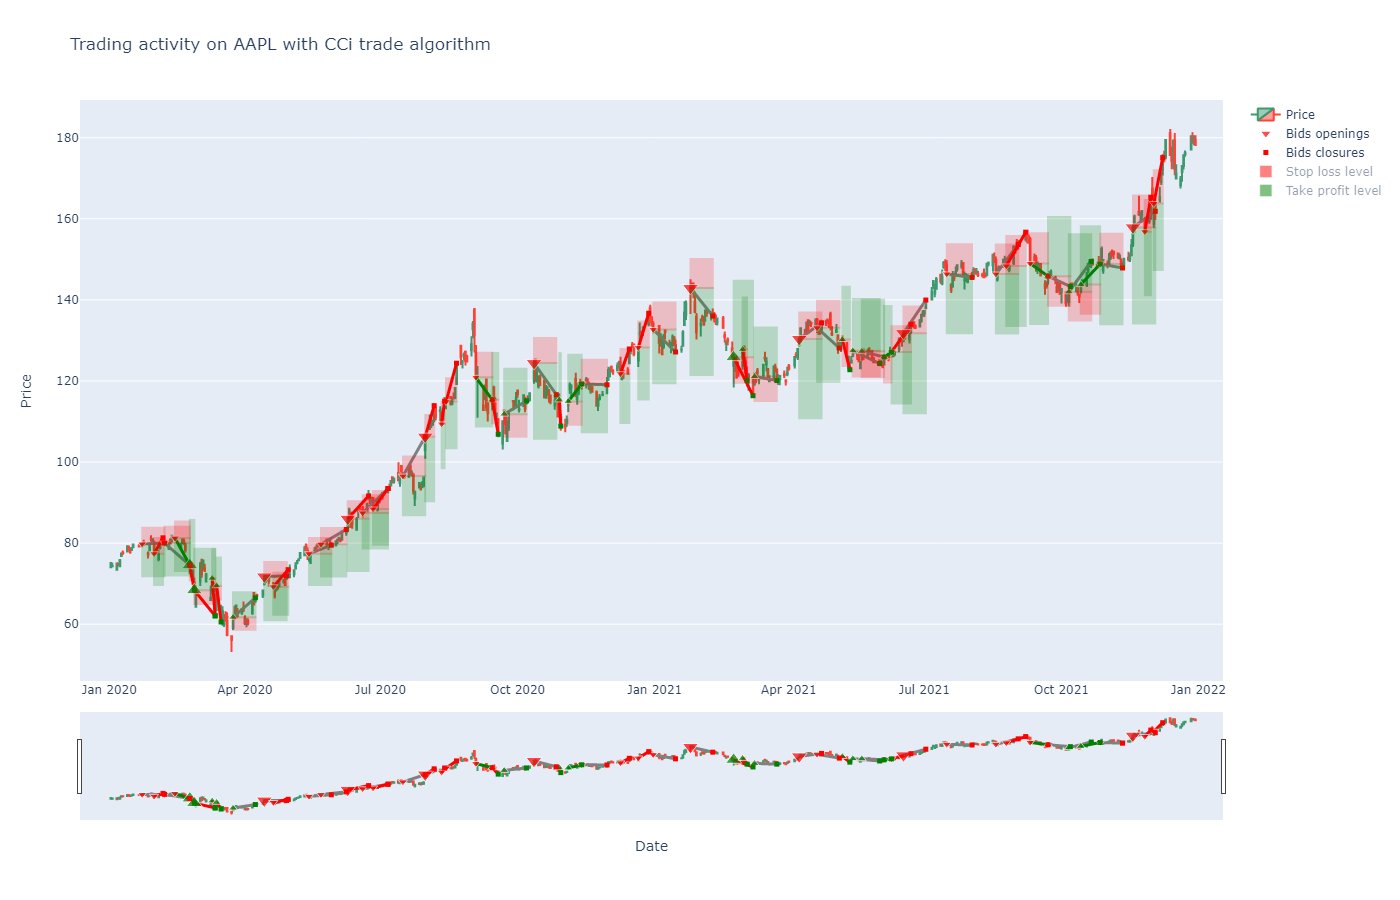 Trading activity on AAPL with CCi trade algorithm
Price
Bids openings
Bids closures
Stop loss level
Take profit level
Price
180
160
140
120
100
80
60
Jan 2020
Apr 2020
Jul 2020
Oct 2020
Jan 2021
Apr 2021
Jul 2021
Oct 2021
Jan 2022
Date